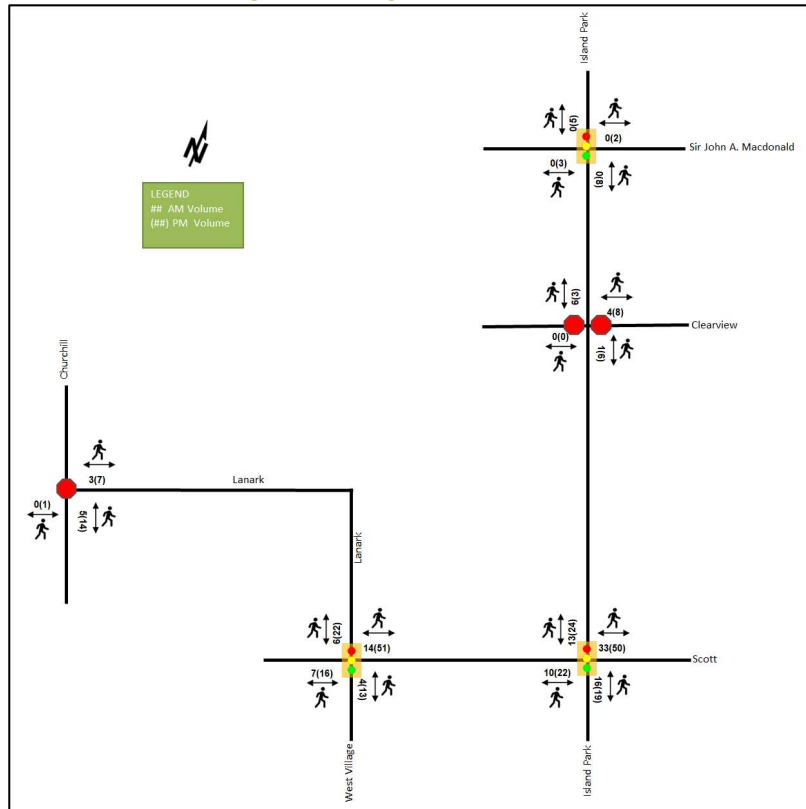 Island Park
0(5)
0(2)
Sir John A. Macdonald
0(3)
0(8)
LEGEND
## AM Volume
(##) PM Volume
6(3)
4(8)
Clearview
0(0)
1(6)
Churchill
3(7)
Lanark
0(1)
5(14)
Lanark
6(22)
14(51)
13(24)
33(50)
Scott
7(16)
4(13)
10(22)
16(19)
West Village
Island Park